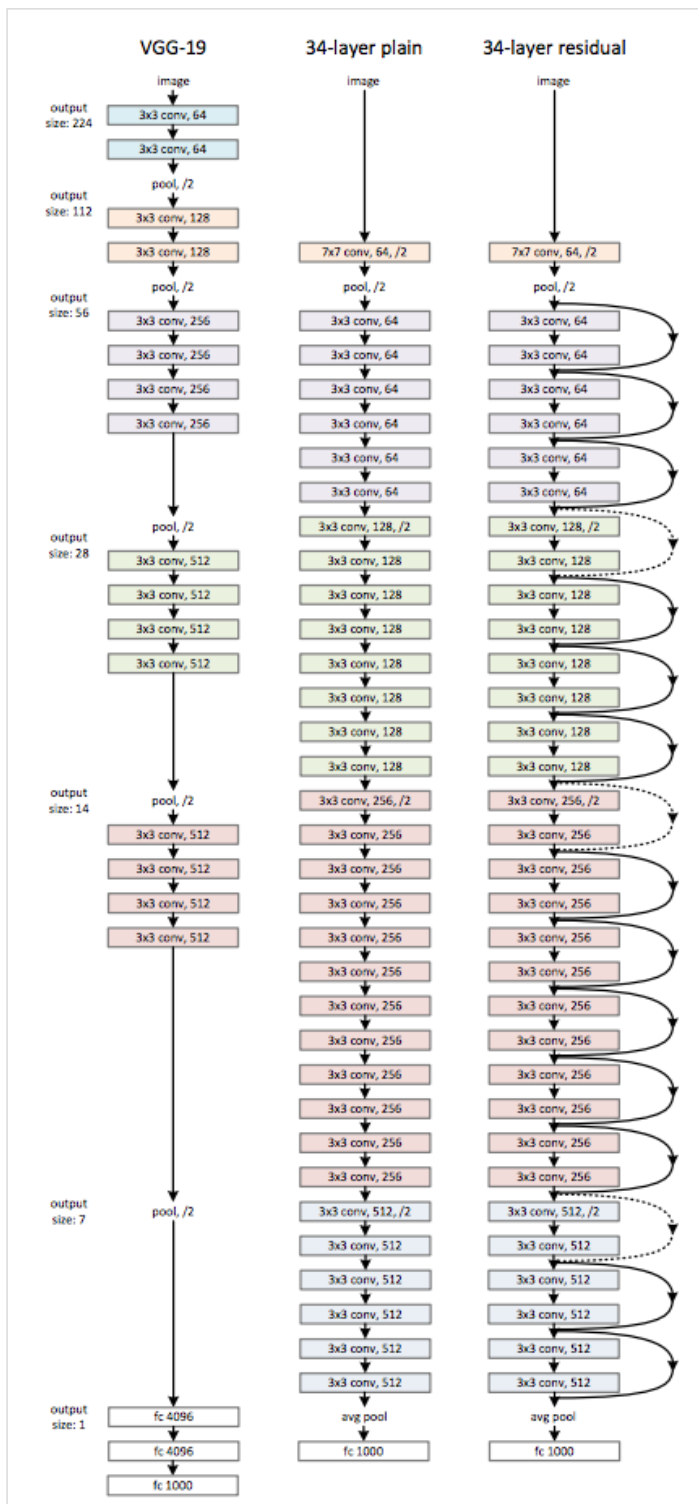 output
size: 224
output
size: 112
output
size: 56
output
size: 28
output
size: 14
output
size: 7
output
size: 1
VGG-19
image
3x3 conv, 64
3x3 conv, 64
pool, /2
3x3 conv, 128
3x3 conv, 128
pool, /2
3x3 conv, 256
3x3 conv, 256
3x3 conv, 256
3x3 conv, 256
pool, /2
3x3 conv, 512
3x3 conv, 512
3x3 conv, 512
3x3 conv, 512
pool, /2
3x3 conv, 512
3x3 conv, 512
3x3 conv, 512
3x3 conv, 512
pool, /2
fc 4096
fc 4096
fc 1000
34-layer plain
image
7x7 conv, 64, /2
pool, /2
3x3 conv, 64
3x3 conv, 64
3x3 conv, 64
3x3 conv, 64
3x3 conv, 64
3x3 conv, 64
3x3 conv, 128, /2
3x3 conv, 128
3x3 conv, 128
3x3 conv, 128
3x3 conv, 128
3x3 conv, 128
3x3 conv, 128
3x3 conv, 128
3x3 conv, 256, /2
3x3 conv, 256
3x3 conv, 256
3x3 conv, 256
3x3 conv, 256
3x3 conv, 256
3x3 conv, 256
3x3 conv, 256
3x3 conv, 256
3x3 conv, 256
3x3 conv, 256
3x3 conv, 256
3x3 conv, 512, /2
3x3 conv, 512
3x3 conv, 512
3x3 conv, 512
3x3 conv, 512
3x3 conv, 512
avg pool
fc 1000
34-layer residual
image
7x7 conv, 64, /2
pool, /2
3x3 conv, 64
3x3 conv, 64
3x3 conv, 64
3x3 conv, 64
3x3 conv, 64
3x3 conv, 64
3x3 conv, 128, /2
3x3 conv, 128
3x3 conv, 128
3x3 conv, 128
3x3 conv, 128
3x3 conv, 128
3x3 conv, 128
3x3 conv, 128
3x3 conv, 256, /2
3x3 conv, 256
3x3 conv, 256
3x3 conv, 256
3x3 conv, 256
3x3 conv, 256
3x3 conv, 256
3x3 conv, 256
3x3 conv, 256
3x3 conv, 256
3x3 conv, 256
3x3 conv, 256
3x3 conv, 512, /2
3x3 conv, 512
3x3 conv, 512
3x3 conv, 512
3x3 conv, 512
3x3 conv, 512
avg pool
fc 1000